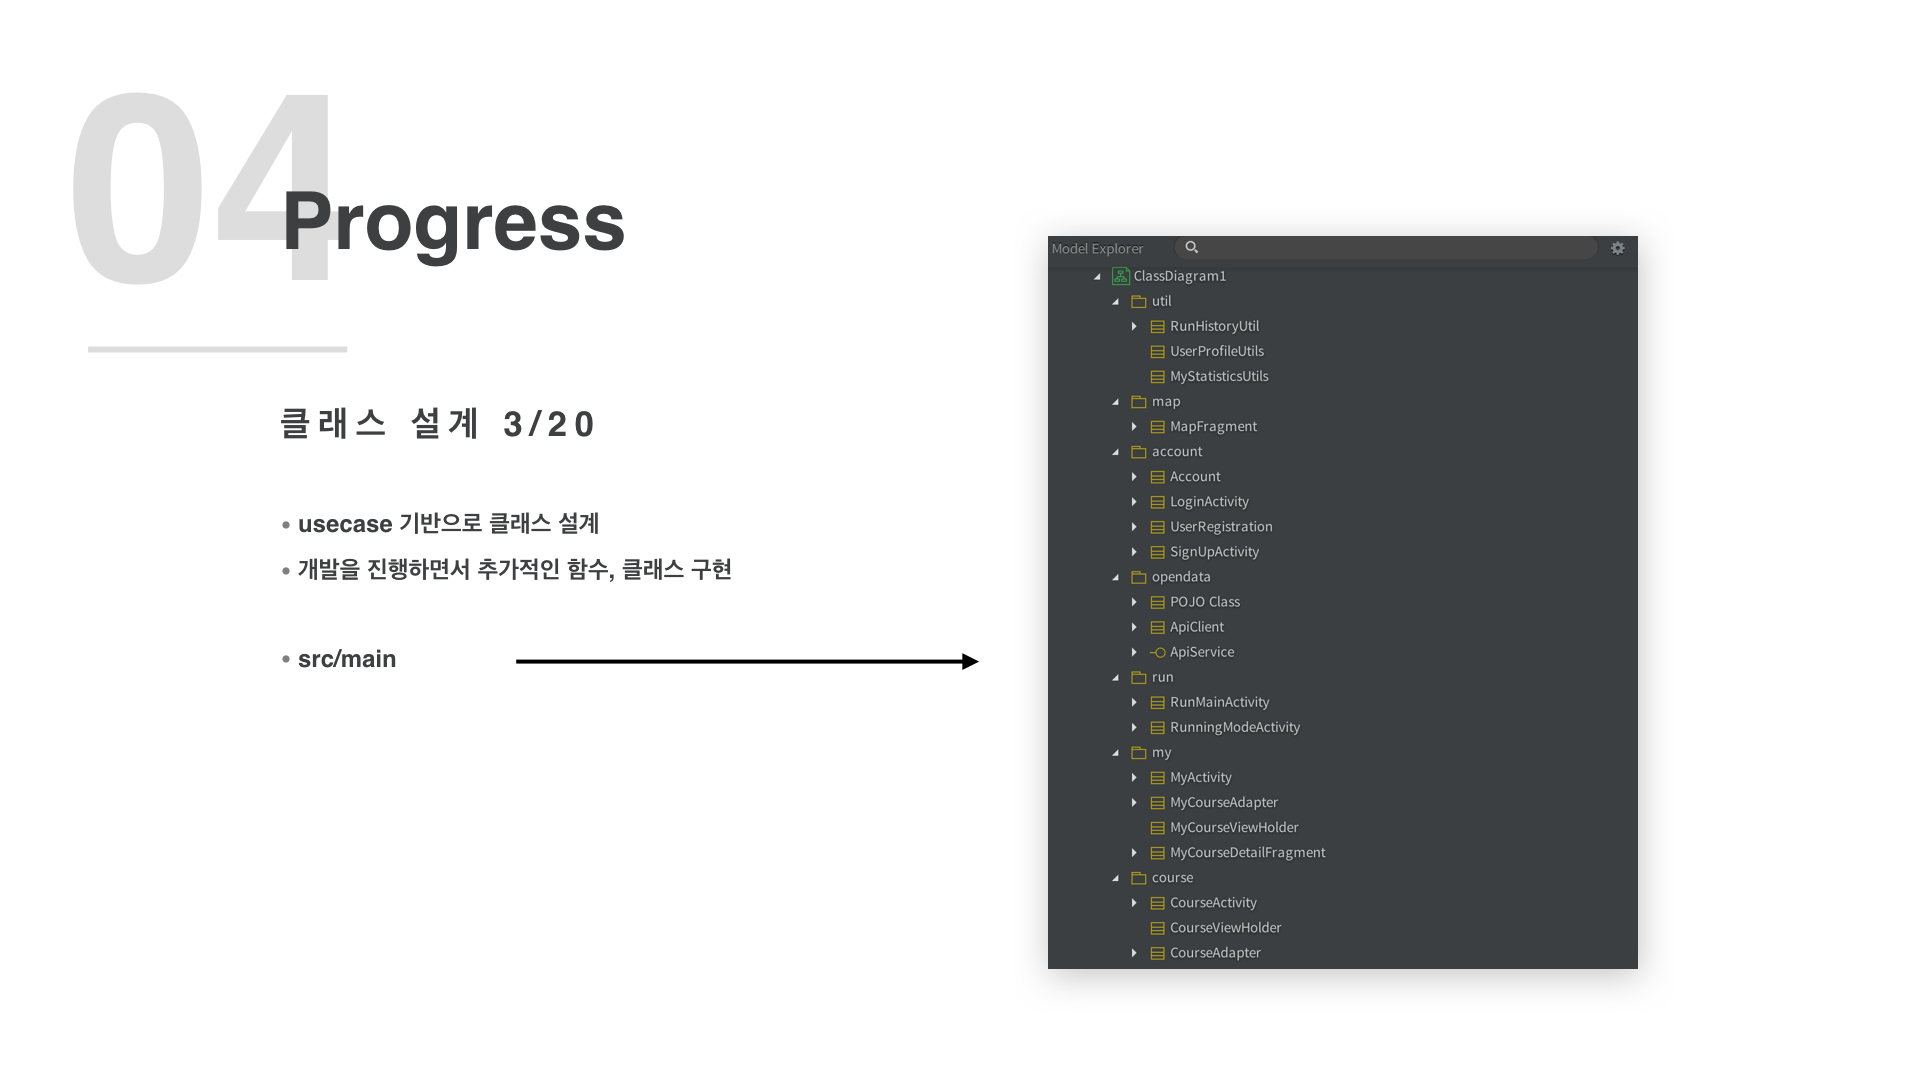 04
Progress
클래스 설계 3/20
• usecase 기반으로 클래스 설계
• 개발을 진행하면서 추가적인 함수, 클래스 구현
• src/main
Model Explorer
ClassDiagram1
util
RunHistoryUtil
UserProfileUtils
MyStatisticsUtils
map
MapFragment
account
Account
LoginActivity
UserRegistration
SignUpActivity
opendata
POJO Class
ApiClient
ApiService
run
RunMainActivity
RunningModeActivity
my
MyActivity
MyCourseAdapter
MyCourseViewHolder
MyCourseDetailFragment
course
CourseActivity
CourseViewHolder
CourseAdapter